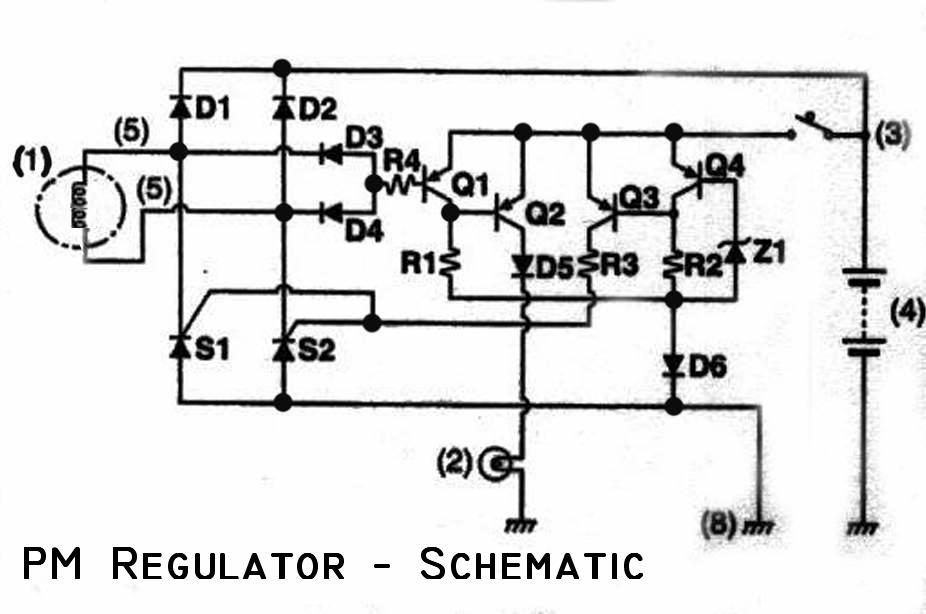 D1
D2
(5)
D3
(3)
(1)
R4
Q4
(5)
Q1
Q3
Q2
D4
Z1
R1
D5
R3
R2
(4)
S1
S2
D6
(2)
(8)
PM REGULATOR - SCHEMATIC